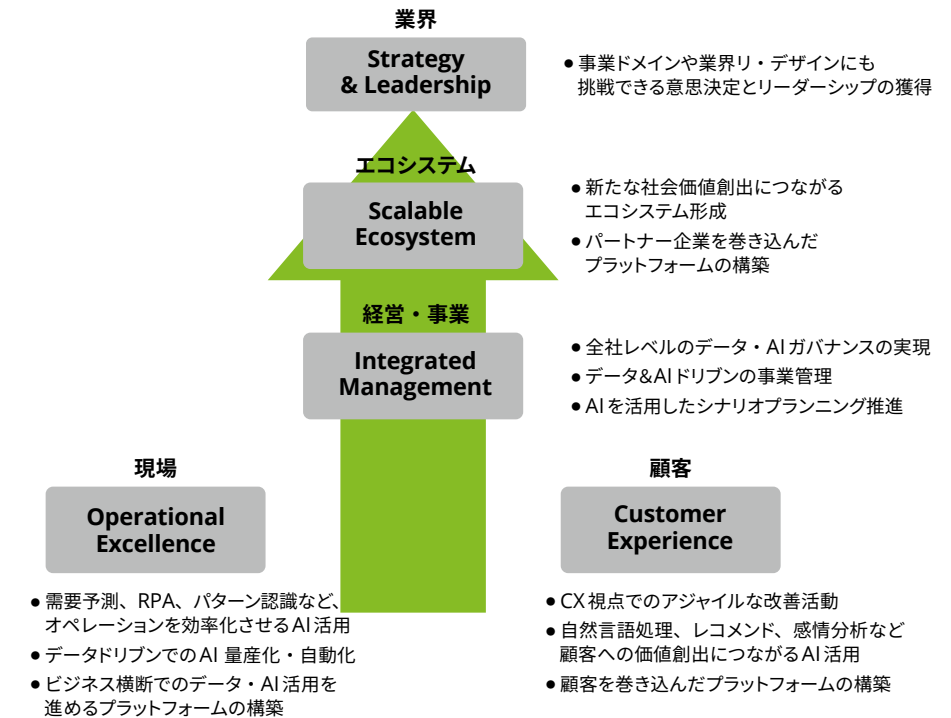 業界
Strategy
& Leadership
● 事業ドメインや業界リ・デザインにも
挑戦できる意思決定とリーダーシップの獲得
エコシステム
Scalable
Ecosystem
● 新たな社会価値創出につながる
エコシステム形成
● パートナー企業を巻き込んだ
プラットフォームの構築
経営・事業
Integrated
Management
● 全社レベルのデータ・AIガバナンスの実現
● データ&AIドリブンの事業管理
● AIを活用したシナリオプランニング推進
現場
Operational
Excellence
● 需要予測、RPA、パターン認識など、
オペレーションを効率化させるAI活用
● データドリブンでのAI 量産化・自動化
● ビジネス横断でのデータ・AI活用を
進めるプラットフォームの構築
顧客
Customer
Experience
● CX視点でのアジャイルな改善活動
● 自然言語処理、レコメンド、感情分析など
顧客への価値創出につながるAI活用
● 顧客を巻き込んだプラットフォームの構築